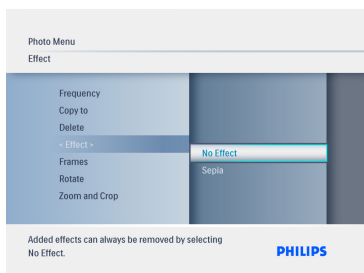 Photo Menu
Effect
Frequency
Copy to
Delete
< Effect >
Frames
Rotate
Zoom and Crop
No Effect
Sepia
Added effects can always be removed by selecting
No Effect.
PHILIPS